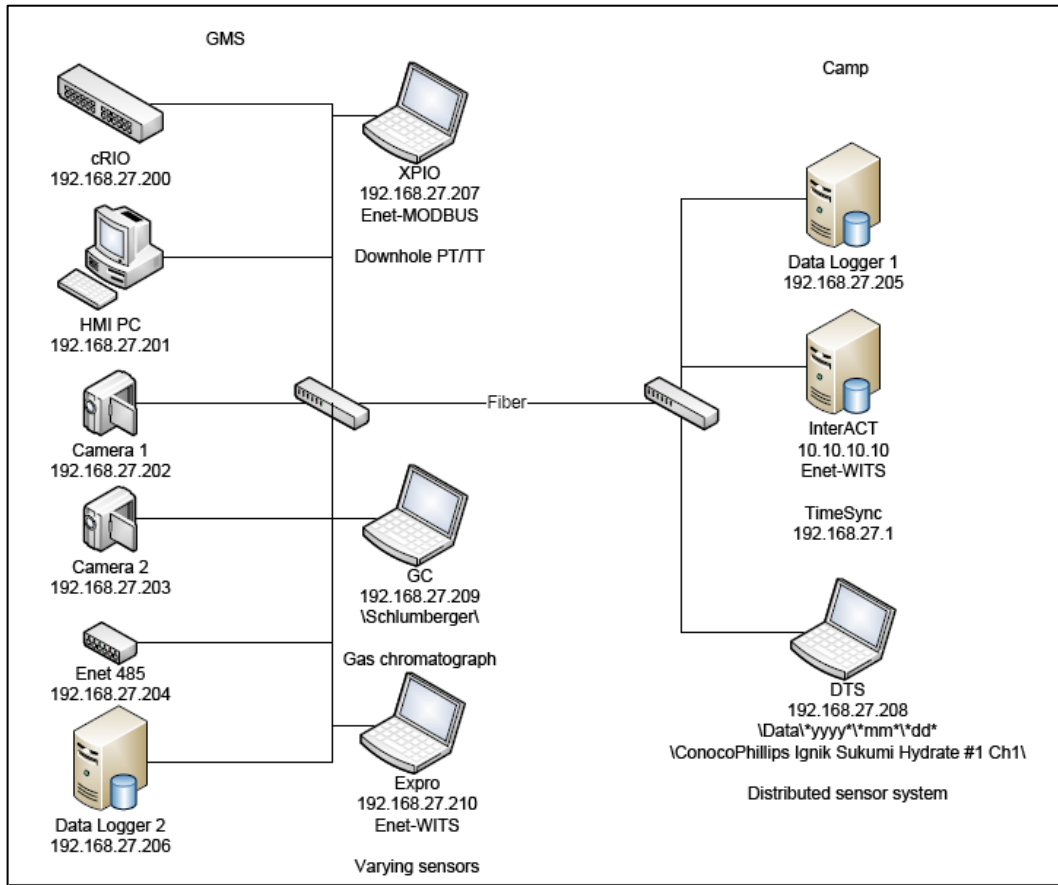 GMS
Camp
cRIO
192.168.27.200
XPIO
192.168.27.207
Enet-MODBUS
Downhole PT/TT
HMI PC
192.168.27.201
Camera 1
192.168.27.202
Camera 2
192.168.27.203
GC
192.168.27.209
\Schlumberger\
Gas chromatograph
Enet 485
192.168.27.204
Data Logger 2
192.168.27.206
Expro
192.168.27.210
Enet-WITS
Varying sensors
Fiber
Data Logger 1
192.168.27.205
InterACT
10.10.10.10
Enet-WITS
TimeSync
192.168.27.1
DTS
192.168.27.208
\Data\*yyyy*\*mm*\*dd*
\ConocoPhillips Ignik Sukumi Hydrate #1 Ch1\
Distributed sensor system